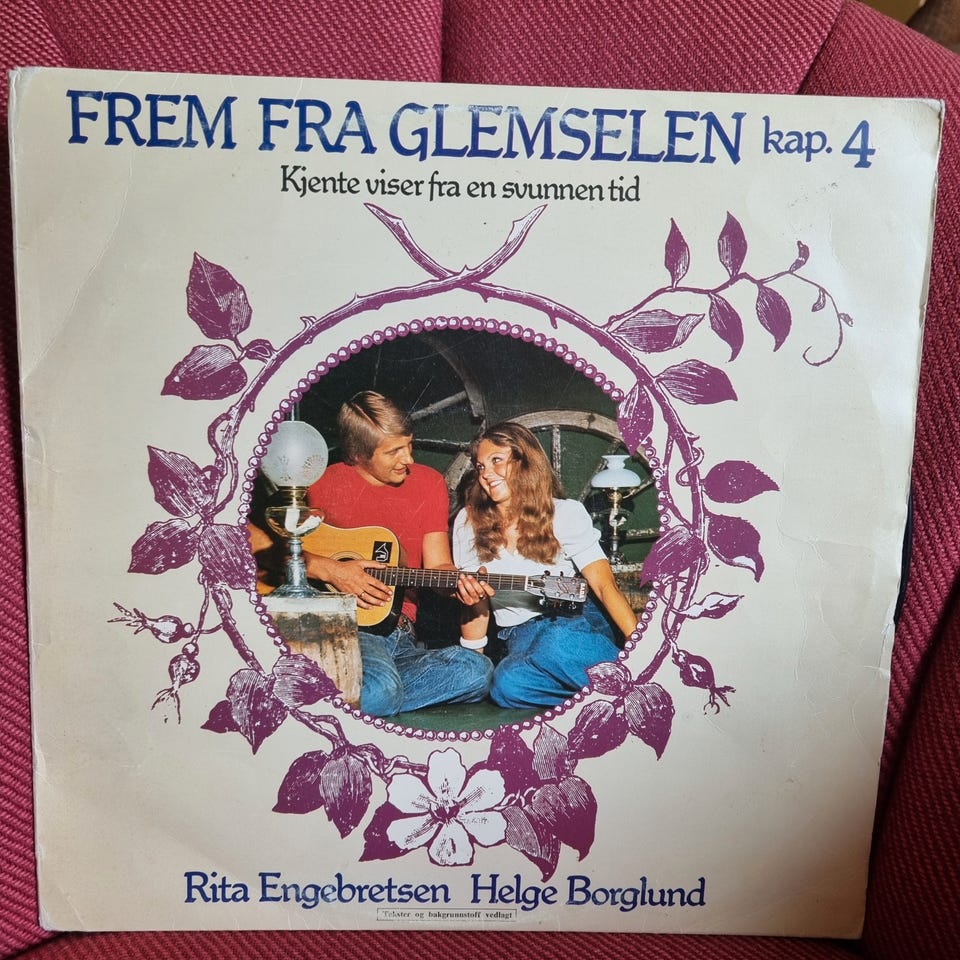 FREM FRA GLEMSELEN kap. 4
Kjente viser fra en svunnen tid
Rita Engebretsen Helge Borglund
Tekster og bakgrunnstoff vedlagt